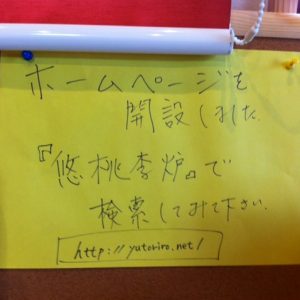 ホームページを
開設しました.
『悠桃李炉』で
検索してみて下さい.
http://yutoriro.net/